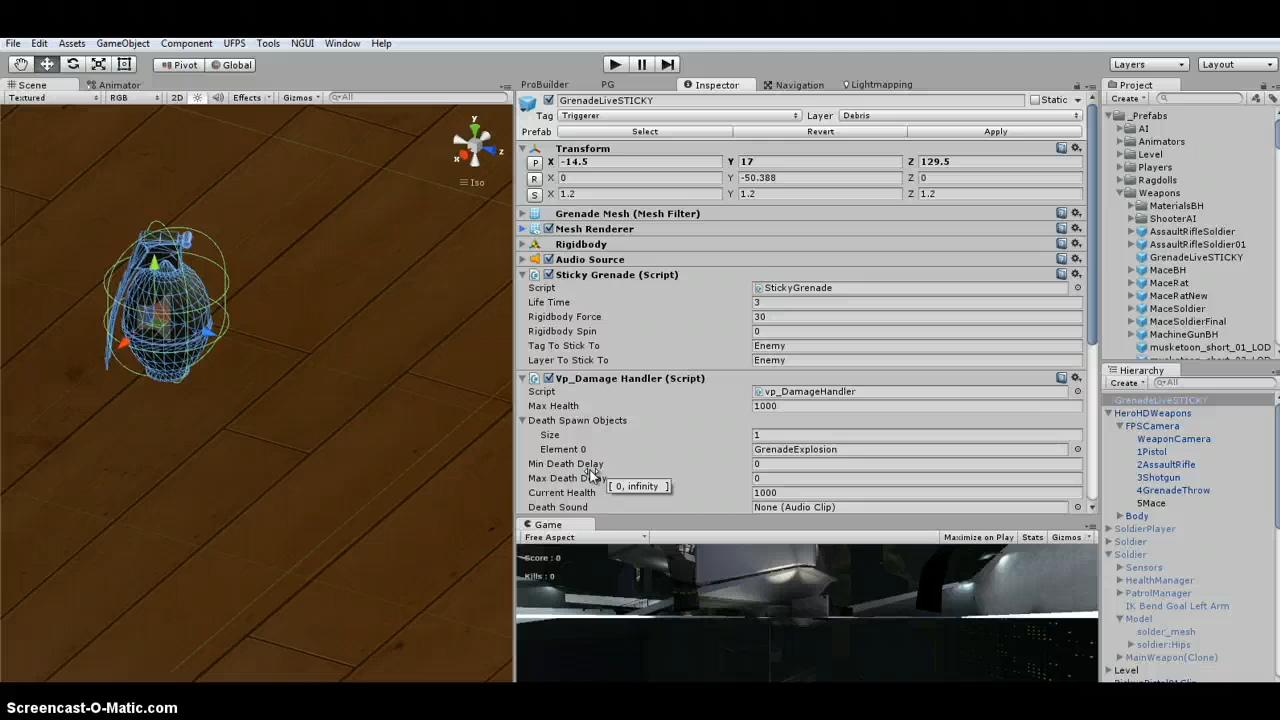 File Edit Assets GameObject Component UFPS Tools NGUI Window Help
Pivot Global Layers Layout
Scene Animator
Textured RGB 2D Effects Gizmos All
y
x z
Iso
ProBuilder PG Inspector Navigation Lightmapping
GrenadeLiveSTICKY Static
Tag Triggerer Layer Debris
Prefab Select Revert Apply
Transform
P X -14.5 Y 17 Z 129.5
R X 0 Y -50.388 Z 0
S X 1.2 Y 1.2 Z 1.2
Grenade Mesh (Mesh Filter)
Mesh Renderer
Rigidbody
Audio Source
Sticky Grenade (Script)
Script StickyGrenade
Life Time 3
Rigidbody Force 30
Rigidbody Spin 0
Tag To Stick To Enemy
Layer To Stick To Enemy
Vp_Damage Handler (Script)
Script vp_DamageHandler
Max Health 1000
Death Spawn Objects
Size 1
Element 0 GrenadeExplosion
Min Death Delay 0
Max Death D 0
[ 0, infinity ]
Current Health 1000
Death Sound None (Audio Clip)
Game
Free Aspect Maximize on Play Stats Gizmos
Score : 0
Kills : 0
Project
Create
_Prefabs
AI
Animators
Level
Players
Ragdolls
Weapons
MaterialsBH
ShooterAI
AssaultRifleSoldier
AssaultRifleSoldier01
GrenadeLiveSTICKY
MaceBH
MaceRat
MaceRatNew
MaceSoldier
MaceSoldierFinal
MachineGunBH
musketoon_short_01_LOD
Hierarchy
Create All
GrenadeLiveSTICKY
HeroHDWeapons
FPSCamera
WeaponCamera
1Pistol
2AssaultRifle
3Shotgun
4GrenadeThrow
5Mace
Body
SoldierPlayer
Soldier
Soldier
Sensors
HealthManager
PatrolManager
IK Bend Goal Left Arm
Model
solder_mesh
soldier:Hips
MainWeapon(Clone)
Level
Screencast-O-Matic.com